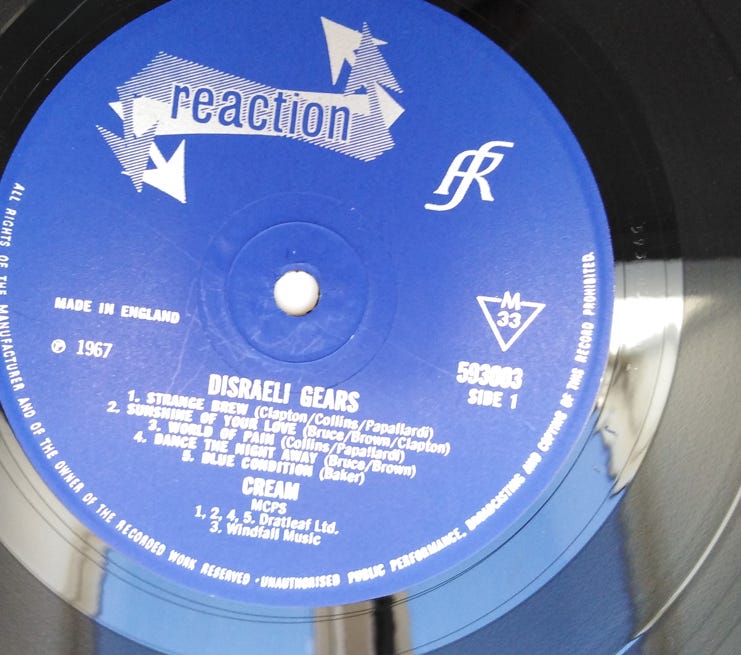 reaction
MADE IN ENGLAND
℗ 1967
M
33
593003
SIDE 1
DISRAELI GEARS
1. STRANGE BREW (Clapton/Collins/Papallardi)
2. SUNSHINE OF YOUR LOVE (Bruce/Brown/Clapton)
3. WORLD OF PAIN (Collins/Papallardi)
4. DANCE THE NIGHT AWAY (Bruce/Brown)
5. BLUE CONDITION (Baker)
CREAM
MCPS
1, 2, 4, 5. Dratleaf Ltd.
3. Windfall Music
ALL RIGHTS OF THE MANUFACTURER AND OF THE OWNER OF THE RECORDED WORK RESERVED · UNAUTHORISED PUBLIC PERFORMANCE, BROADCASTING AND COPYING OF THIS RECORD PROHIBITED.